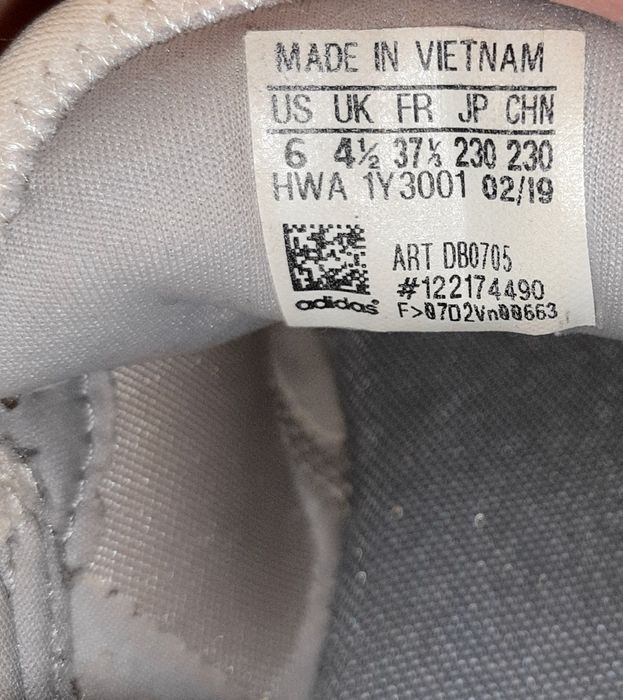 MADE IN VIETNAM
US UK FR JP CHN
6 4½ 37⅓ 230 230
HWA 1Y3001 02/19
ART DB0705
#122174490
adidas
F>07D2Vn00663